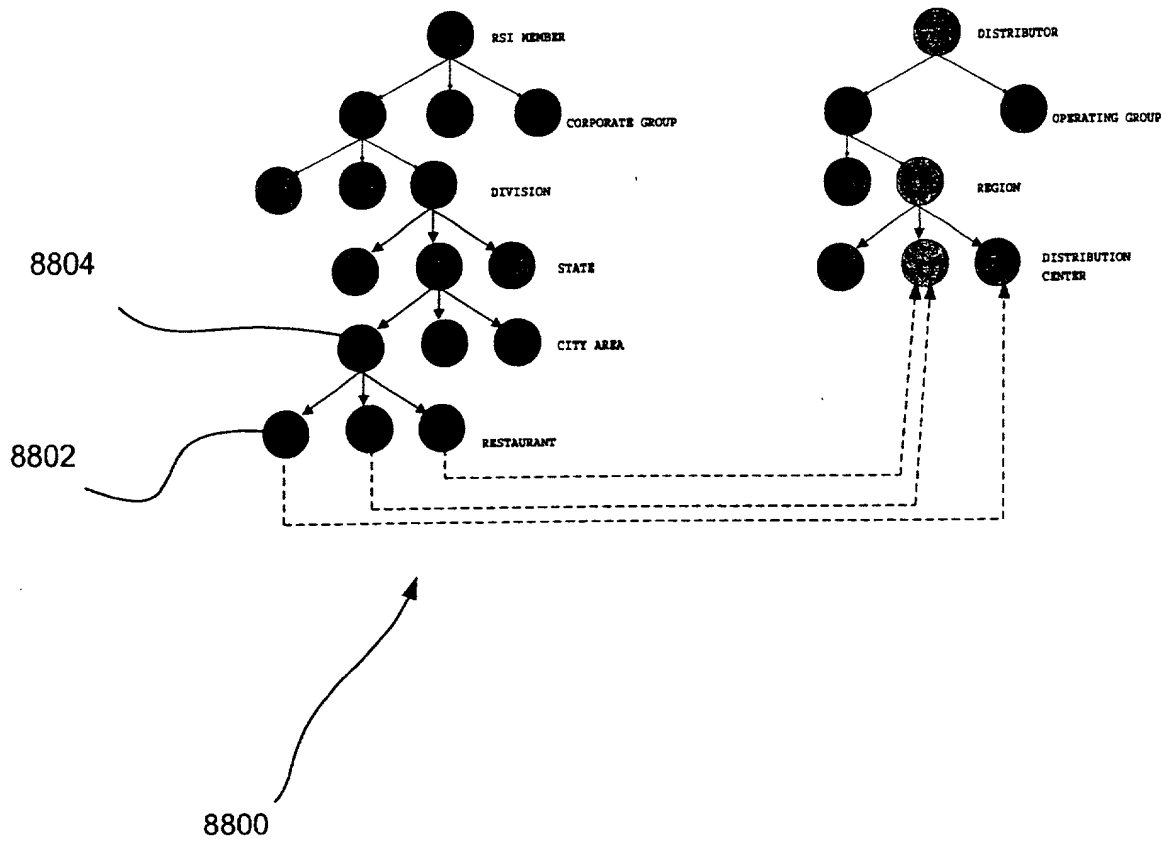 RSI MEMBER
DISTRIBUTOR
CORPORATE GROUP
OPERATING GROUP
DIVISION
REGION
8804
STATE
DISTRIBUTION
CENTER
CITY AREA
8802
RESTAURANT
8800